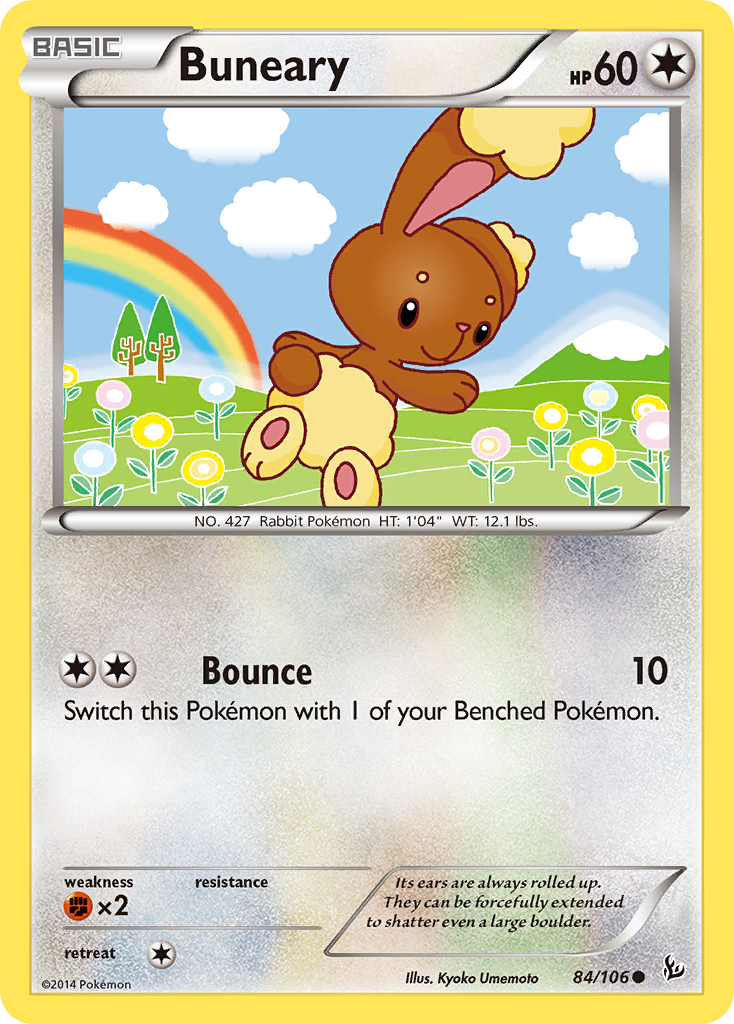 BASIC
Buneary
HP60
NO. 427 Rabbit Pokémon HT: 1'04" WT: 12.1 lbs.
Bounce 10
Switch this Pokémon with 1 of your Benched Pokémon.
weakness resistance
×2
Its ears are always rolled up.
They can be forcefully extended
to shatter even a large boulder.
retreat
©2014 Pokémon
Illus. Kyoko Umemoto
84/106